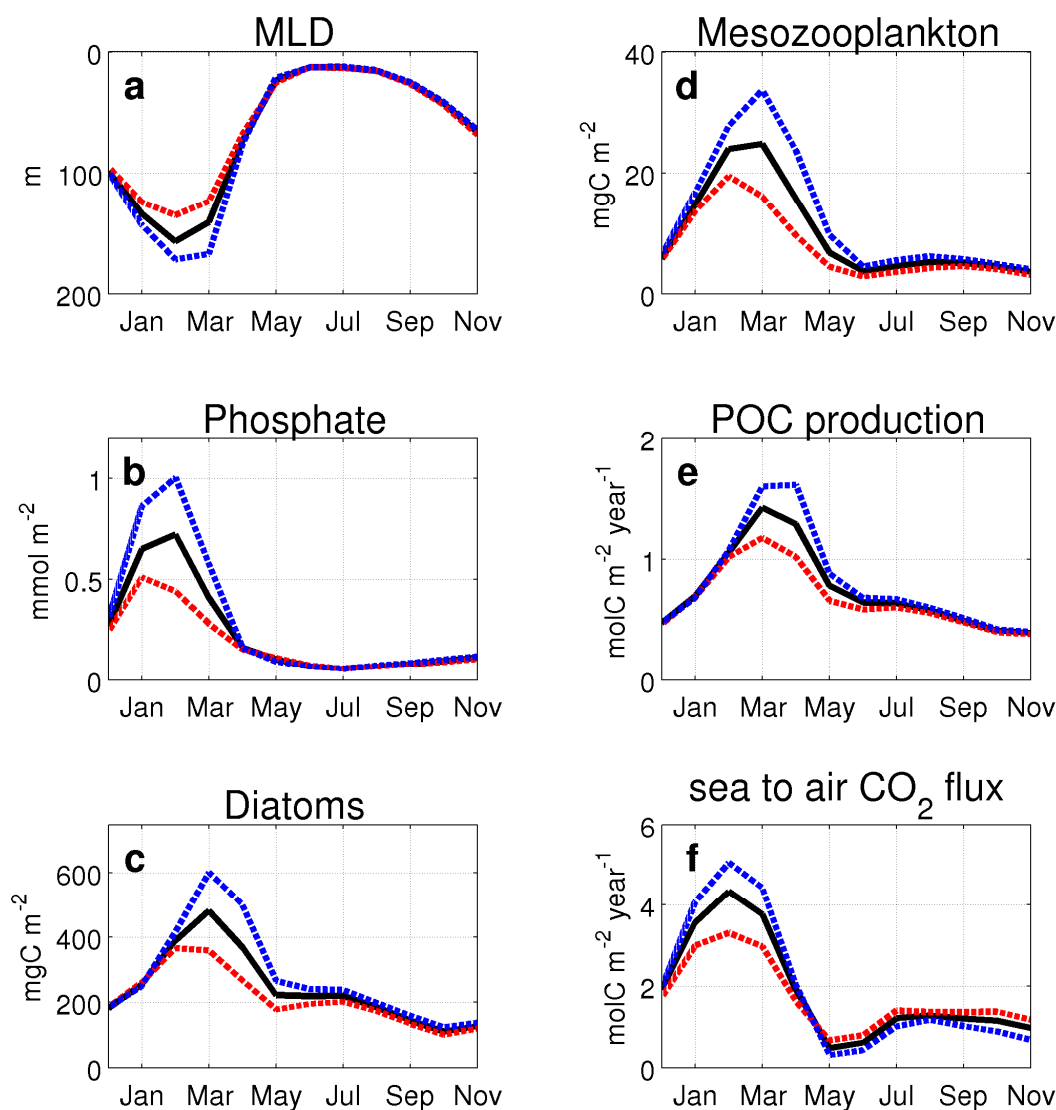 MLD
a
0
100
200
m
Jan Mar May Jul Sep Nov
Mesozooplankton
d
40
20
0
mgC m⁻²
Jan Mar May Jul Sep Nov
Phosphate
b
1
0.5
0
mmol m⁻²
Jan Mar May Jul Sep Nov
POC production
e
2
1
0
molC m⁻² year⁻¹
Jan Mar May Jul Sep Nov
Diatoms
c
600
400
200
0
mgC m⁻²
Jan Mar May Jul Sep Nov
sea to air CO₂ flux
f
6
4
2
0
molC m⁻² year⁻¹
Jan Mar May Jul Sep Nov